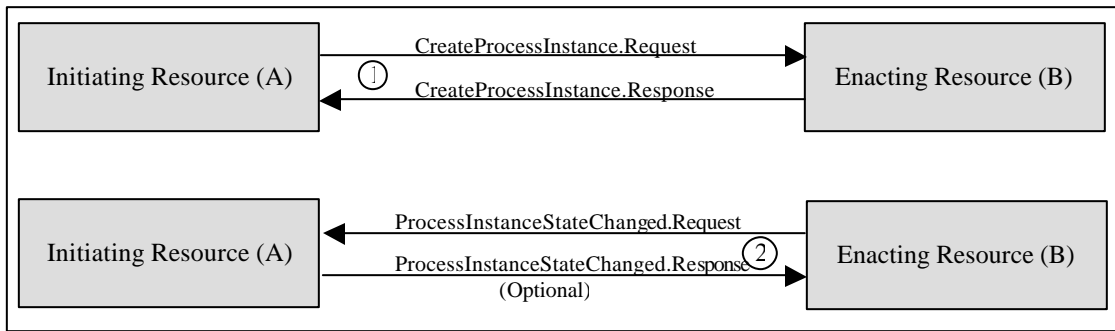 CreateProcessInstance.Request
Initiating Resource (A)
1
Enacting Resource (B)
CreateProcessInstance.Response
ProcessInstanceStateChanged.Request
Initiating Resource (A)
2
Enacting Resource (B)
ProcessInstanceStateChanged.Response
(Optional)